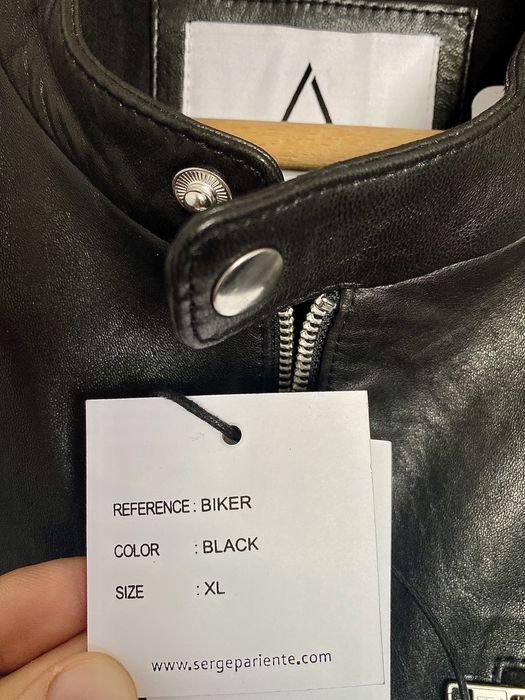 REFERENCE : BIKER
COLOR : BLACK
SIZE : XL
www.sergepariente.com